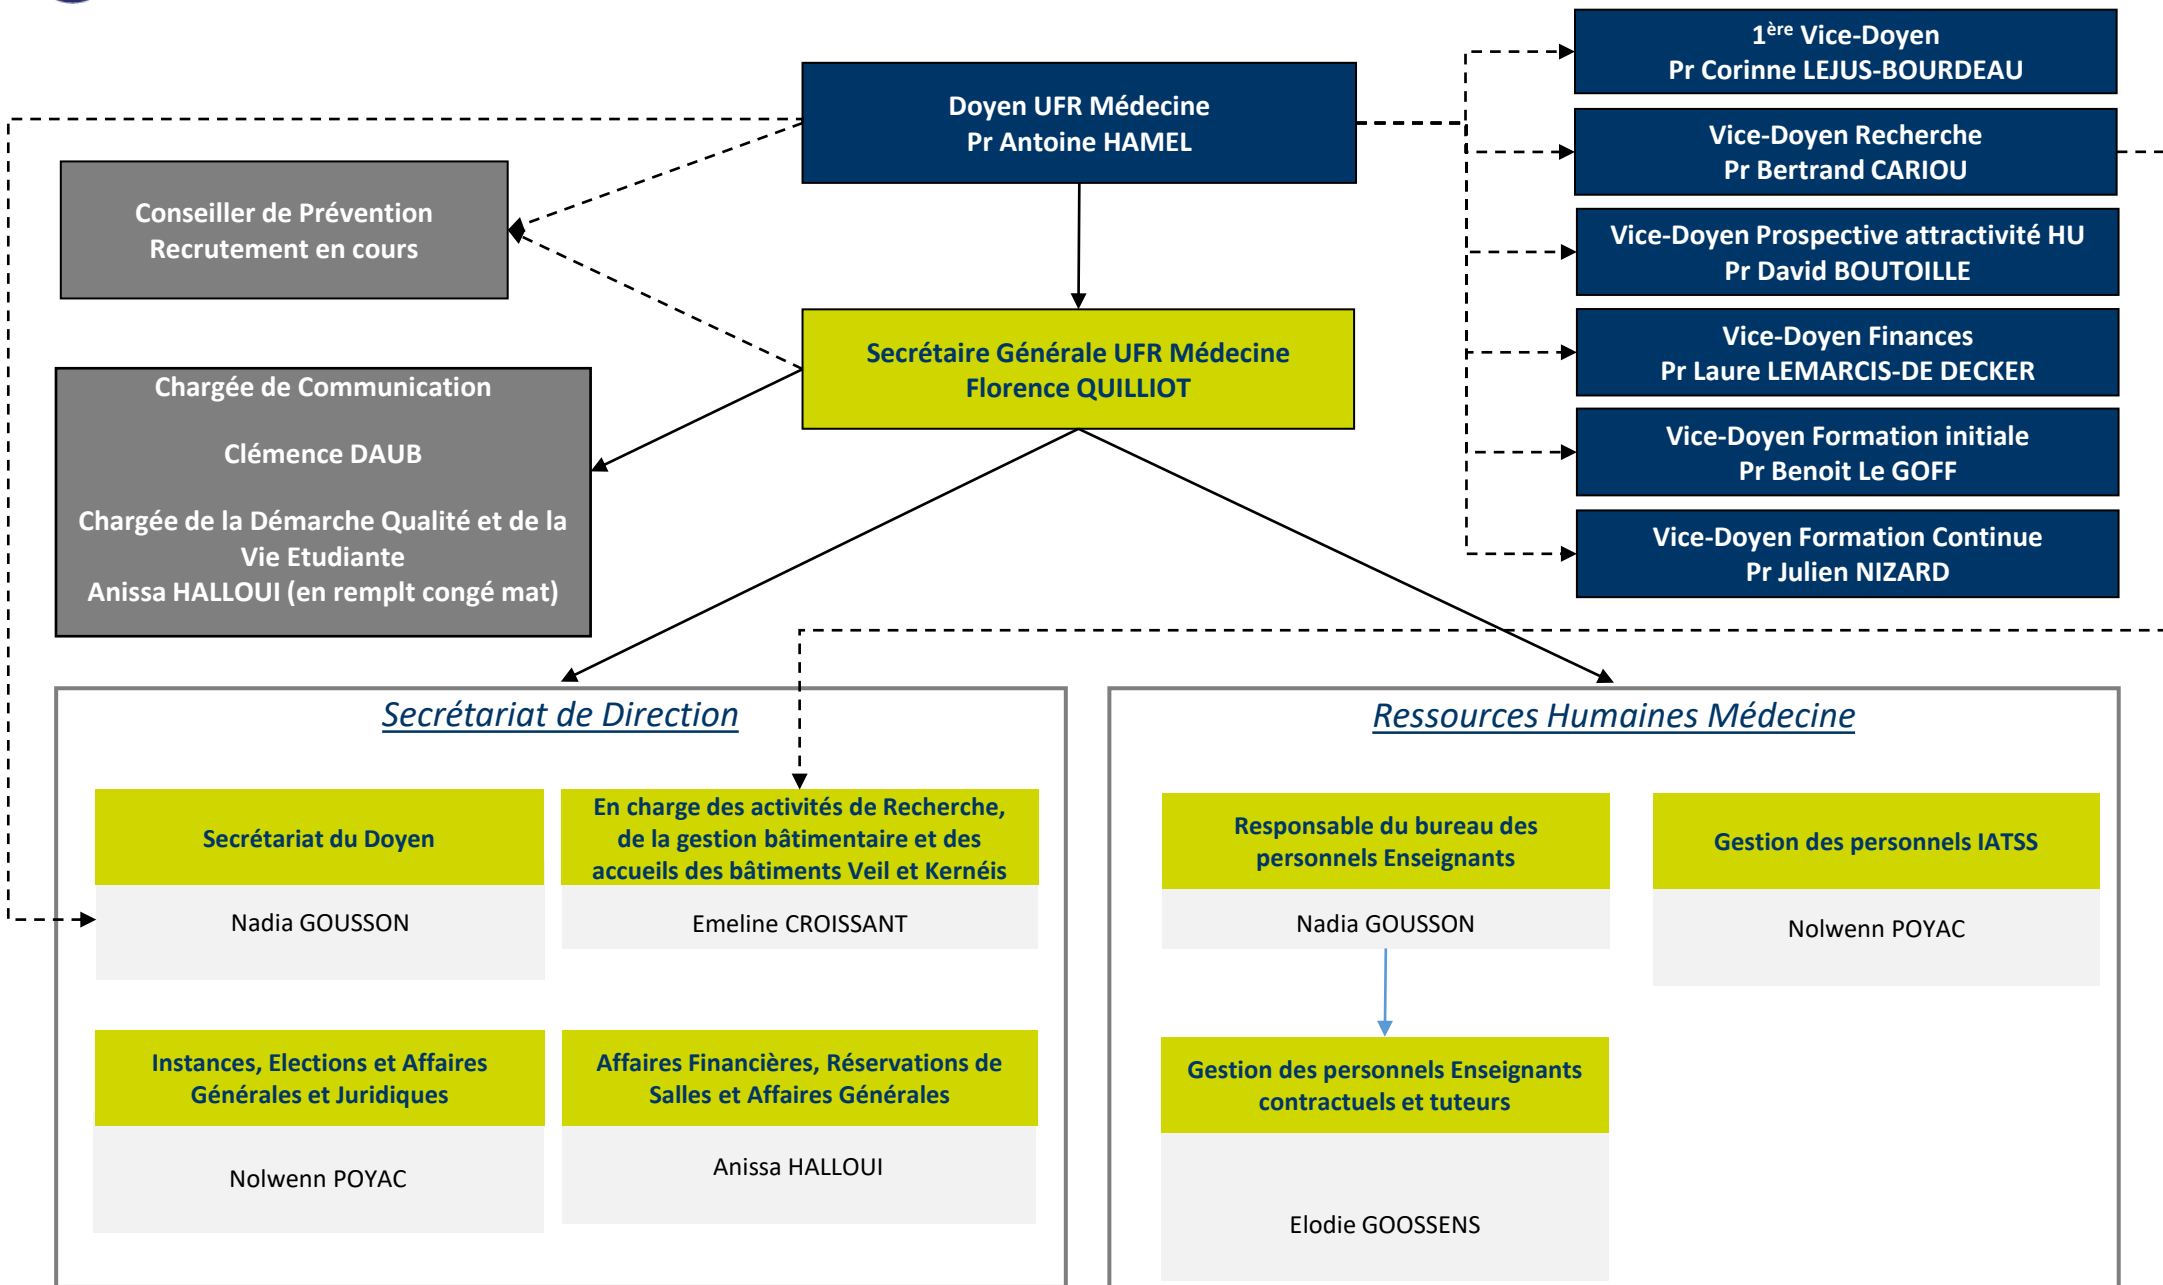 Doyen UFR Médecine
Pr Antoine HAMEL
1ère Vice-Doyen
Pr Corinne LEJUS-BOURDEAU
Vice-Doyen Recherche
Pr Bertrand CARIOU
Vice-Doyen Prospective attractivité HU
Pr David BOUTOILLE
Vice-Doyen Finances
Pr Laure LEMARCIS-DE DECKER
Vice-Doyen Formation initiale
Pr Benoit Le GOFF
Vice-Doyen Formation Continue
Pr Julien NIZARD
Conseiller de Prévention
Recrutement en cours
Secrétaire Générale UFR Médecine
Florence QUILLIOT
Chargée de Communication
Clémence DAUB
Chargée de la Démarche Qualité et de la
Vie Etudiante
Anissa HALLOUI (en remplt congé mat)
Secrétariat de Direction
Secrétariat du Doyen
Nadia GOUSSON
En charge des activités de Recherche,
de la gestion bâtimentaire et des
accueils des bâtiments Veil et Kernéis
Emeline CROISSANT
Instances, Elections et Affaires
Générales et Juridiques
Nolwenn POYAC
Affaires Financières, Réservations de
Salles et Affaires Générales
Anissa HALLOUI
Ressources Humaines Médecine
Responsable du bureau des
personnels Enseignants
Nadia GOUSSON
Gestion des personnels IATSS
Nolwenn POYAC
Gestion des personnels Enseignants
contractuels et tuteurs
Elodie GOOSSENS